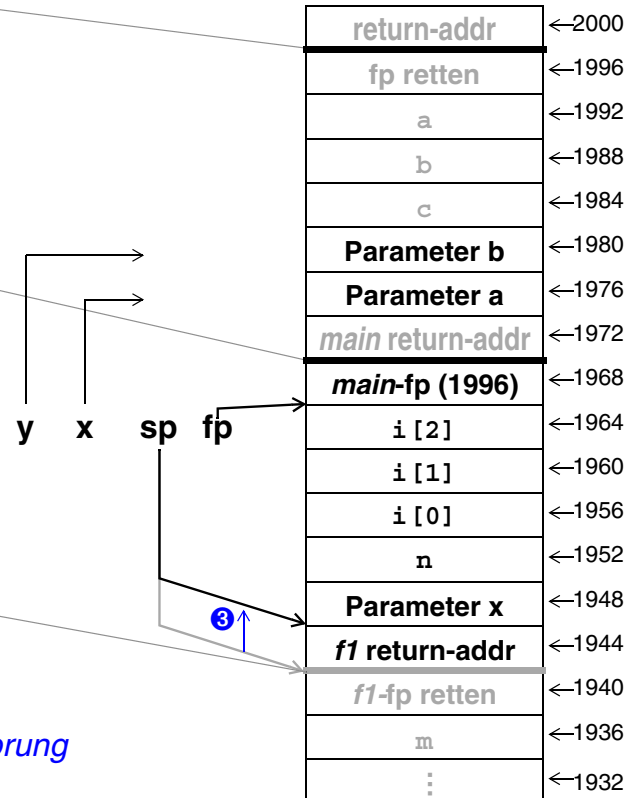 return-addr ←2000
fp retten ←1996
a ←1992
b ←1988
c ←1984
Parameter b ←1980
Parameter a ←1976
main return-addr ←1972
main-fp (1996) ←1968
y x sp fp
i[2] ←1964
i[1] ←1960
i[0] ←1956
n ←1952
Parameter x ←1948
❸
f1 return-addr ←1944
f1-fp retten ←1940
m ←1936
⋮ ←1932